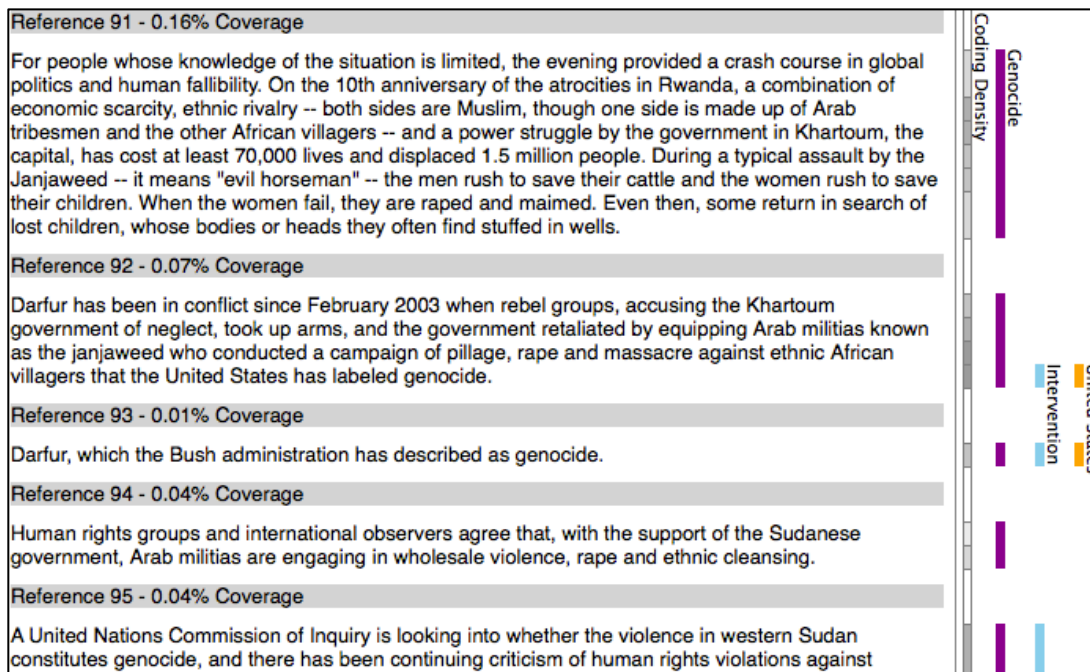 Reference 91 - 0.16% Coverage
For people whose knowledge of the situation is limited, the evening provided a crash course in global
politics and human fallibility. On the 10th anniversary of the atrocities in Rwanda, a combination of
economic scarcity, ethnic rivalry -- both sides are Muslim, though one side is made up of Arab
tribesmen and the other African villagers -- and a power struggle by the government in Khartoum, the
capital, has cost at least 70,000 lives and displaced 1.5 million people. During a typical assault by the
Janjaweed -- it means "evil horseman" -- the men rush to save their cattle and the women rush to save
their children. When the women fail, they are raped and maimed. Even then, some return in search of
lost children, whose bodies or heads they often find stuffed in wells.
Reference 92 - 0.07% Coverage
Darfur has been in conflict since February 2003 when rebel groups, accusing the Khartoum
government of neglect, took up arms, and the government retaliated by equipping Arab militias known
as the janjaweed who conducted a campaign of pillage, rape and massacre against ethnic African
villagers that the United States has labeled genocide.
Reference 93 - 0.01% Coverage
Darfur, which the Bush administration has described as genocide.
Reference 94 - 0.04% Coverage
Human rights groups and international observers agree that, with the support of the Sudanese
government, Arab militias are engaging in wholesale violence, rape and ethnic cleansing.
Reference 95 - 0.04% Coverage
A United Nations Commission of Inquiry is looking into whether the violence in western Sudan
constitutes genocide, and there has been continuing criticism of human rights violations against
Coding Density
Genocide
Intervention
United States